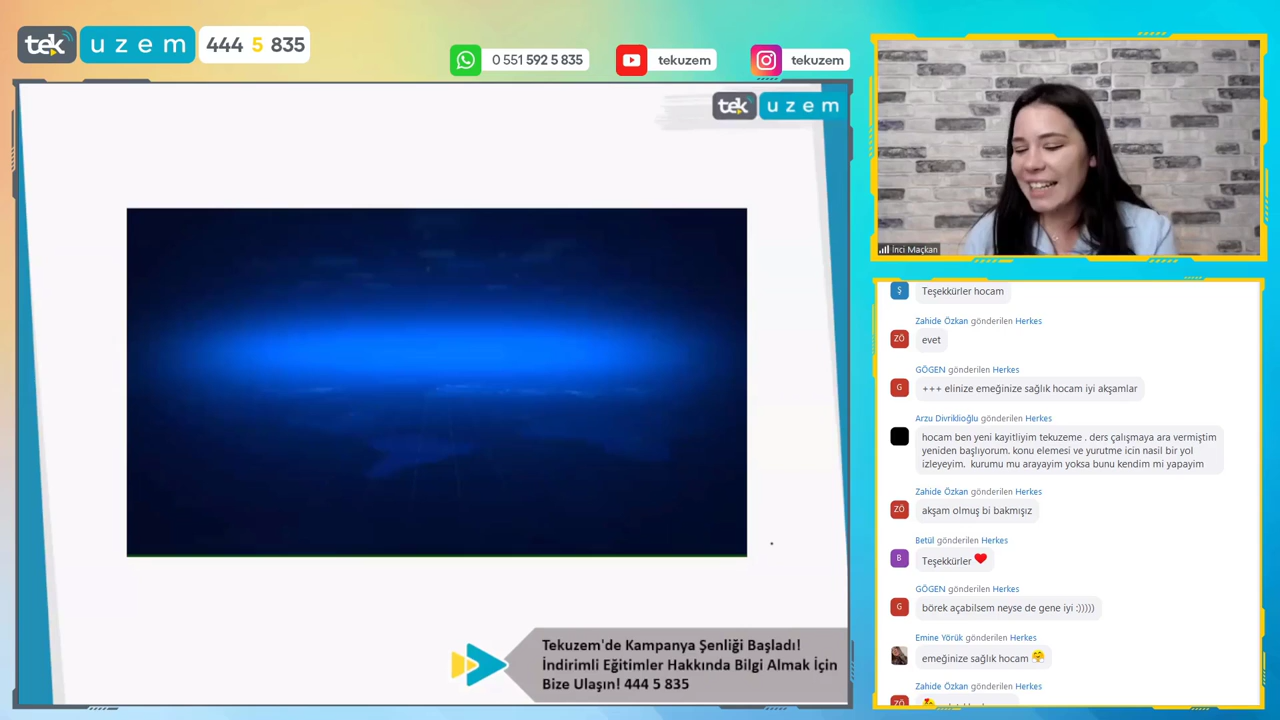 tek uzem 444 5 835
0 551 592 5 835
tekuzem
tekuzem
tek uzem
İnci Maçkan
Ş
Teşekkürler hocam
Zahide Özkan gönderilen Herkes
ZÖ
evet
GÖGEN gönderilen Herkes
G
+++ elinize emeğinize sağlık hocam iyi akşamlar
Arzu Divriklioğlu gönderilen Herkes
hocam ben yeni kayitliyim tekuzeme . ders çalışmaya ara vermiştim
yeniden başlıyorum. konu elemesi ve yurutme icin nasil bir yol
izleyeyim. kurumu mu arayayim yoksa bunu kendim mi yapayim
Zahide Özkan gönderilen Herkes
ZÖ
akşam olmuş bi bakmışız
Betül gönderilen Herkes
B
Teşekkürler ❤️
GÖGEN gönderilen Herkes
G
börek açabilsem neyse de gene iyi :)))))
Emine Yörük gönderilen Herkes
emeğinize sağlık hocam 🤗
Zahide Özkan gönderilen Herkes
ZÖ
Tekuzem'de Kampanya Şenliği Başladı!
İndirimli Eğitimler Hakkında Bilgi Almak İçin
Bize Ulaşın! 444 5 835